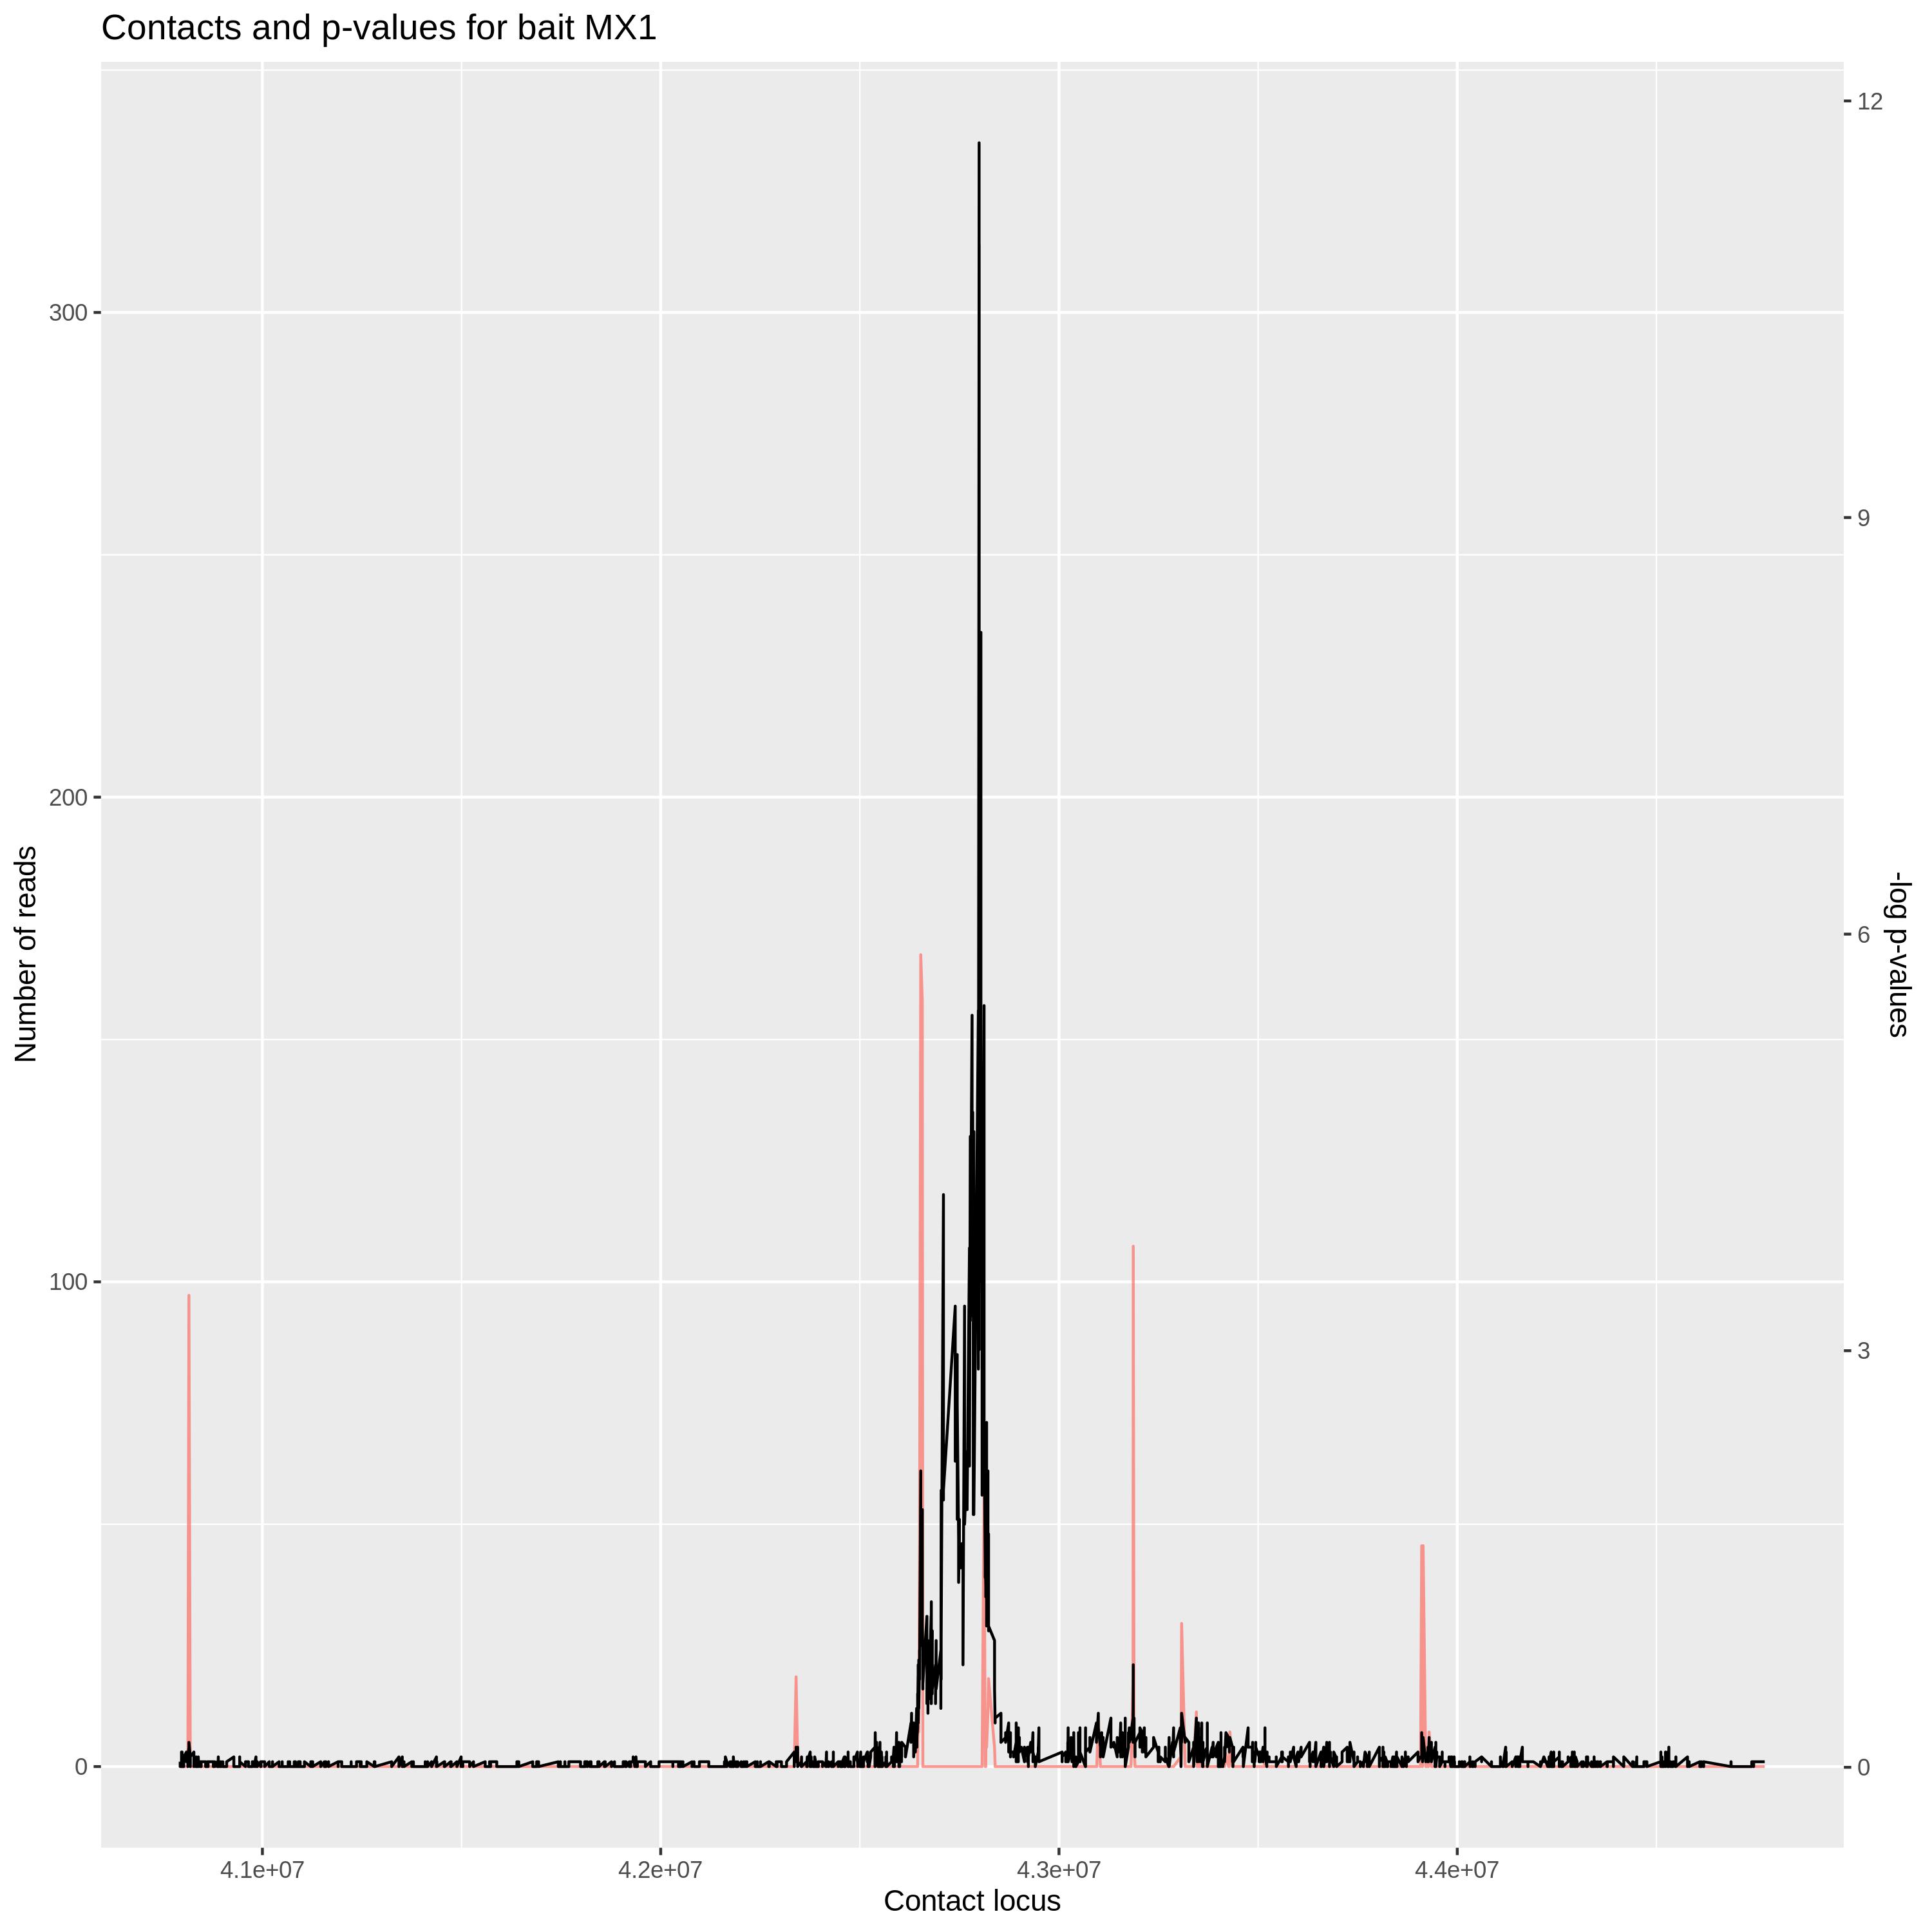 Contacts and p-values for bait MX1
12
300
9
200
Number of reads
-log p-values
6
100
3
0
0
4.1e+07
4.2e+07
4.3e+07
4.4e+07
Contact locus